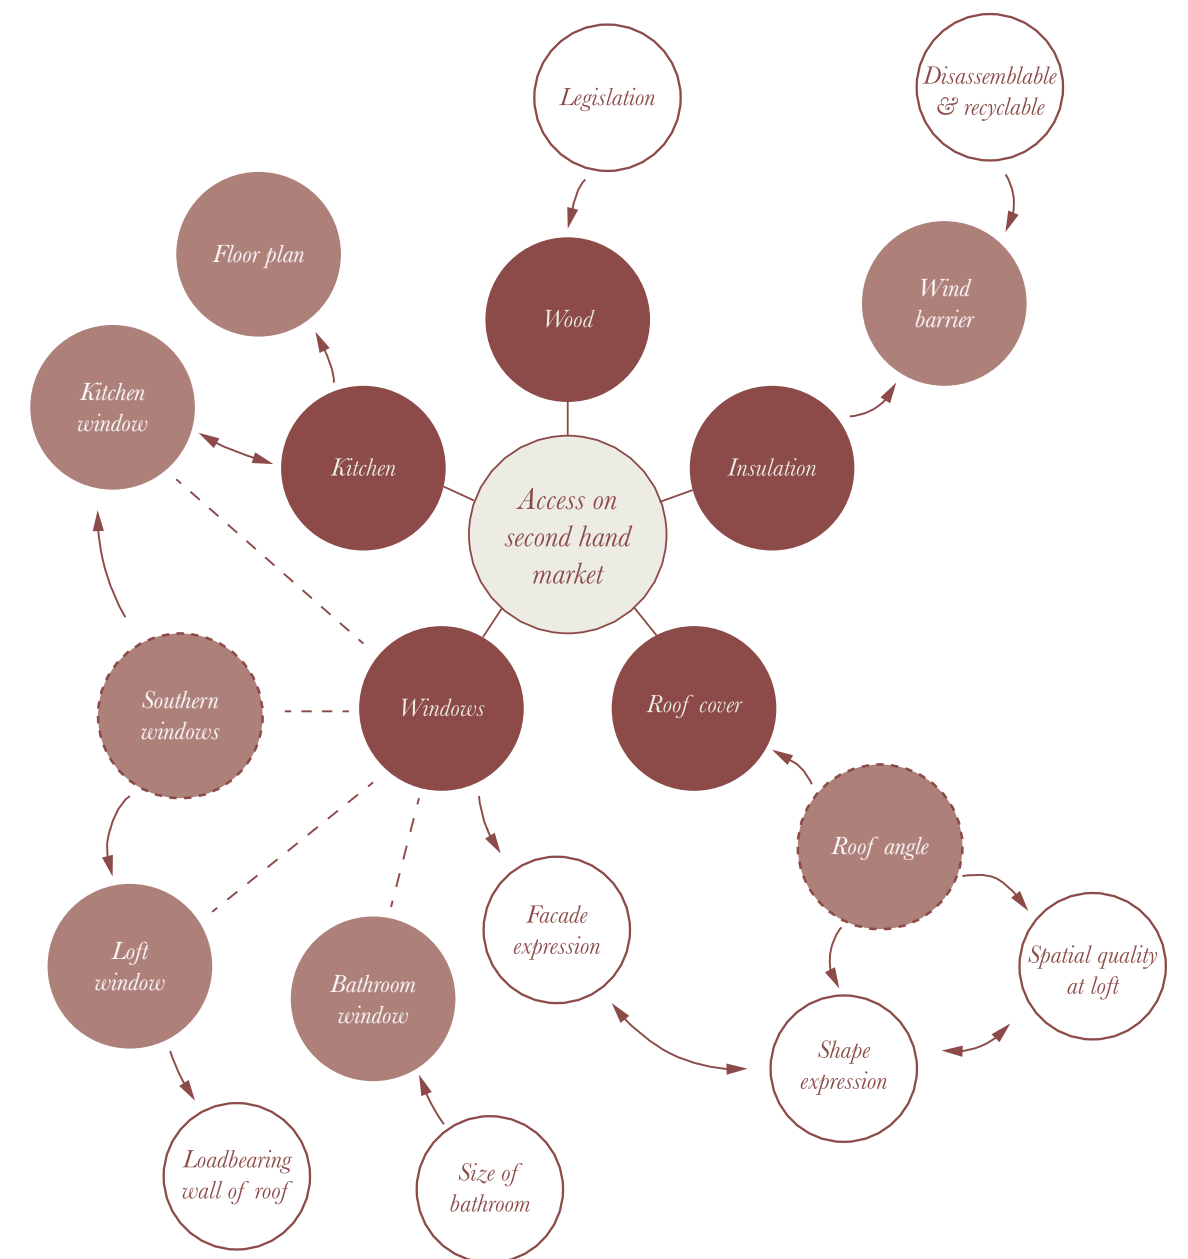 Legislation
Disassemblable
& recyclable
Floor plan
Wood
Wind
barrier
Kitchen
window
Kitchen
Insulation
Access on
second hand
market
Southern
windows
Windows
Roof cover
Roof angle
Facade
expression
Loft
window
Bathroom
window
Spatial quality
at loft
Shape
expression
Loadbearing
wall of roof
Size of
bathroom